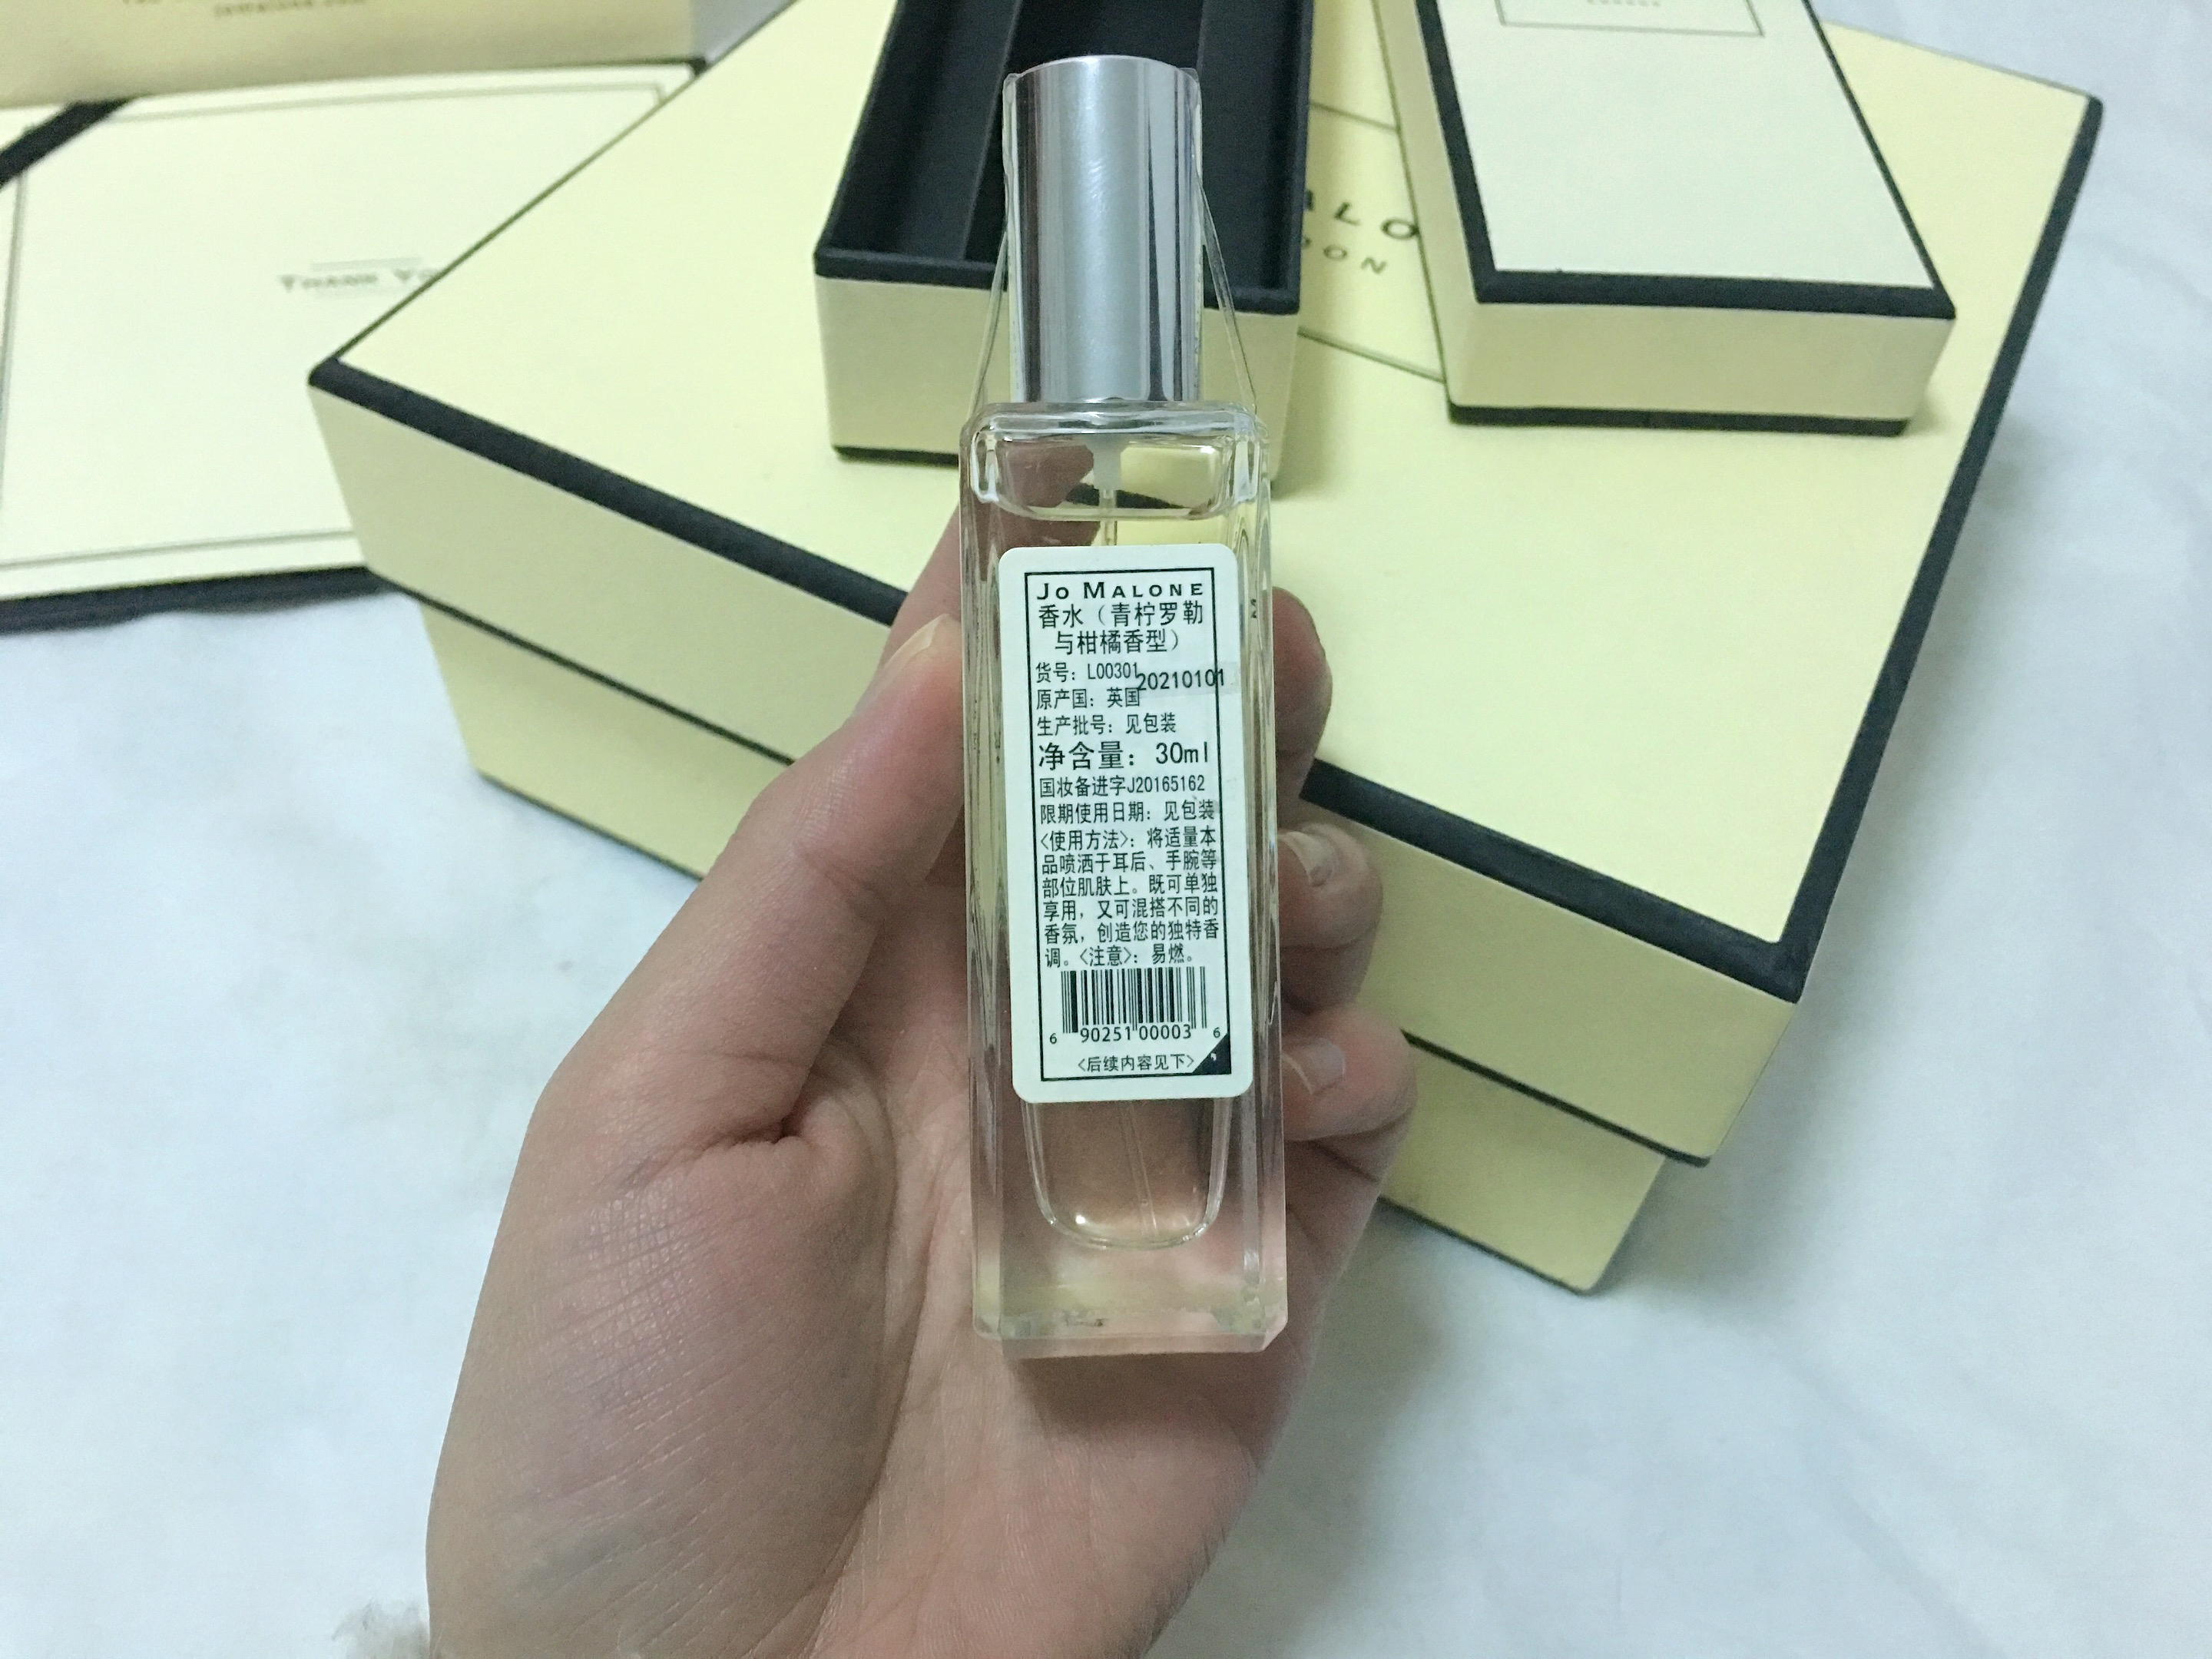 jomalone.com
THANK YO
ALO
DON
JO MALONE
香水（青柠罗勒
与柑橘香型）
货号：L00301
20210101
原产国：英国
生产批号：见包装
净含量：30ml
国妆备进字J20165162
限期使用日期：见包装
<使用方法>：将适量本
品喷洒于耳后、手腕等
部位肌肤上。既可单独
享用，又可混搭不同的
香氛，创造您的独特香
调。<注意>：易燃。
6 90251 00003 6
<后续内容见下>